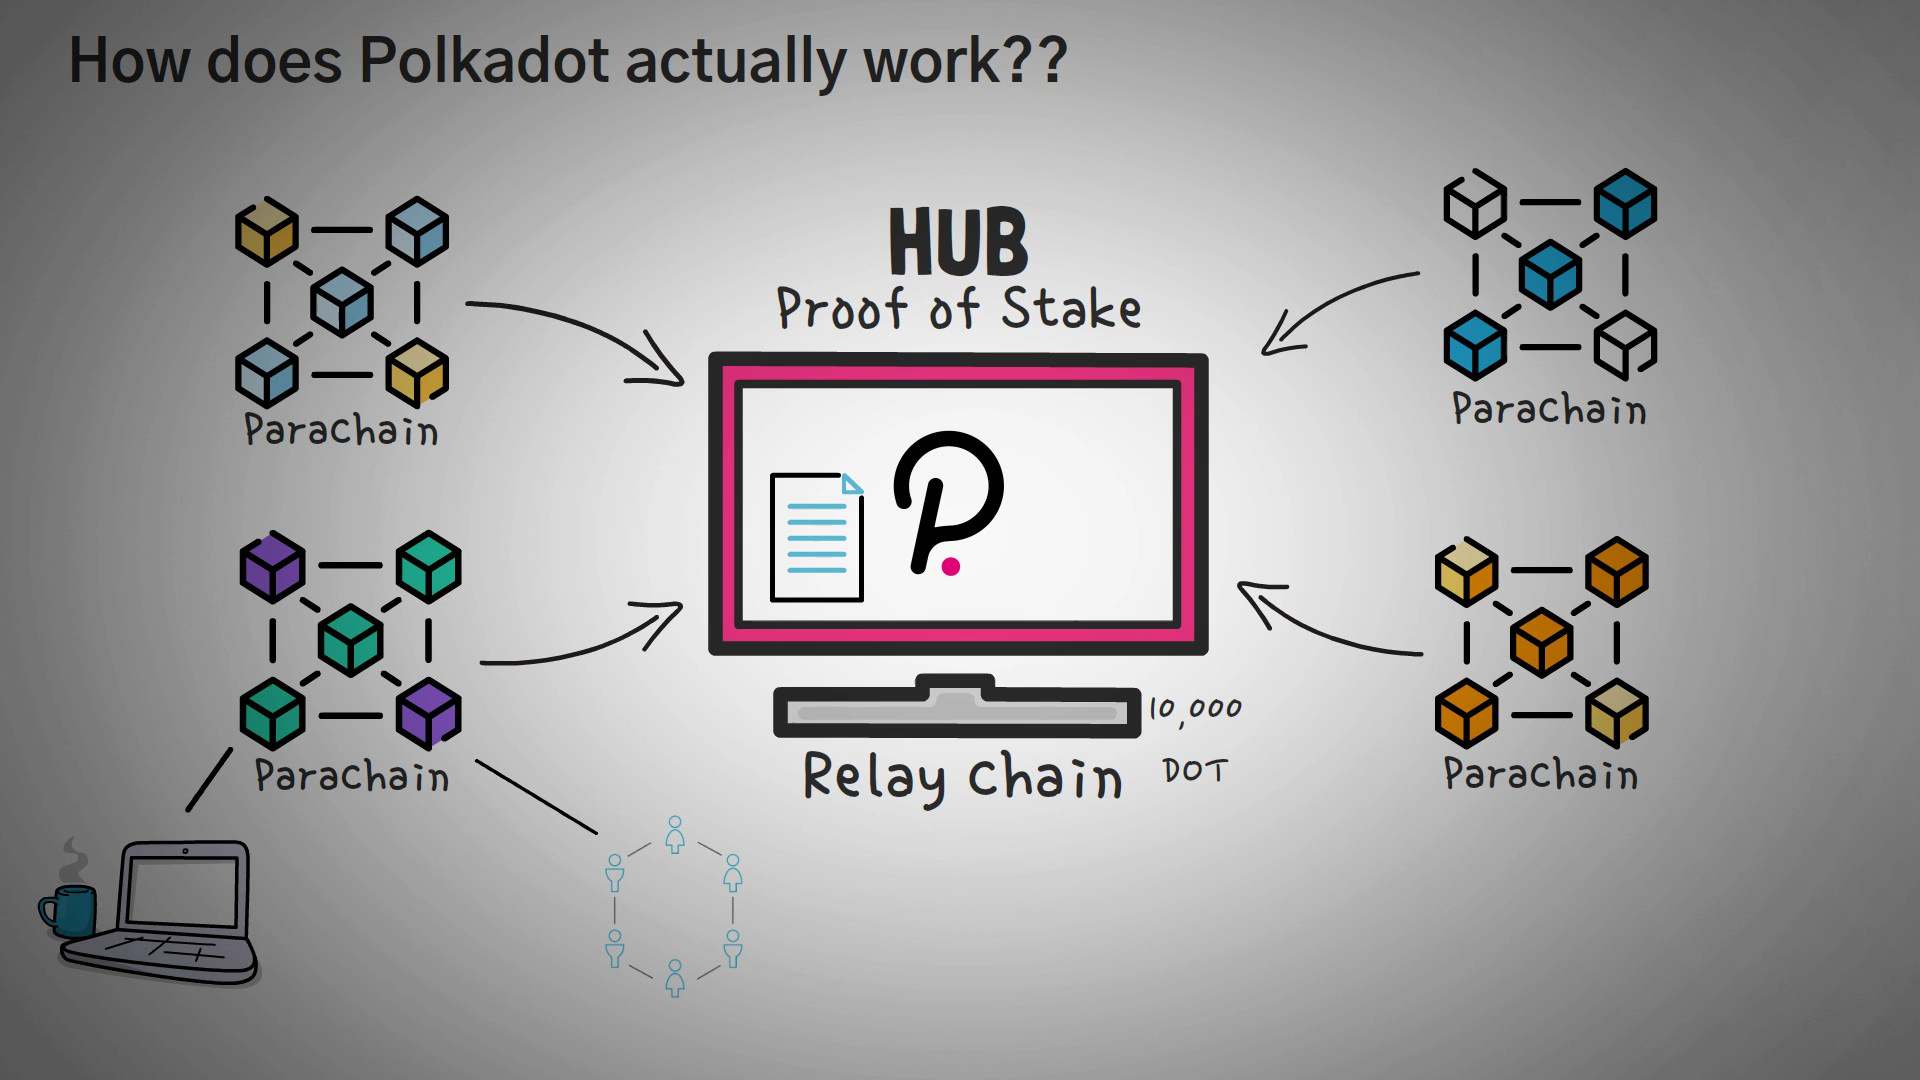 How does Polkadot actually work??
HUB
Proof of Stake
Parachain
Parachain
Parachain
Parachain
10,000
DOT
Relay chain